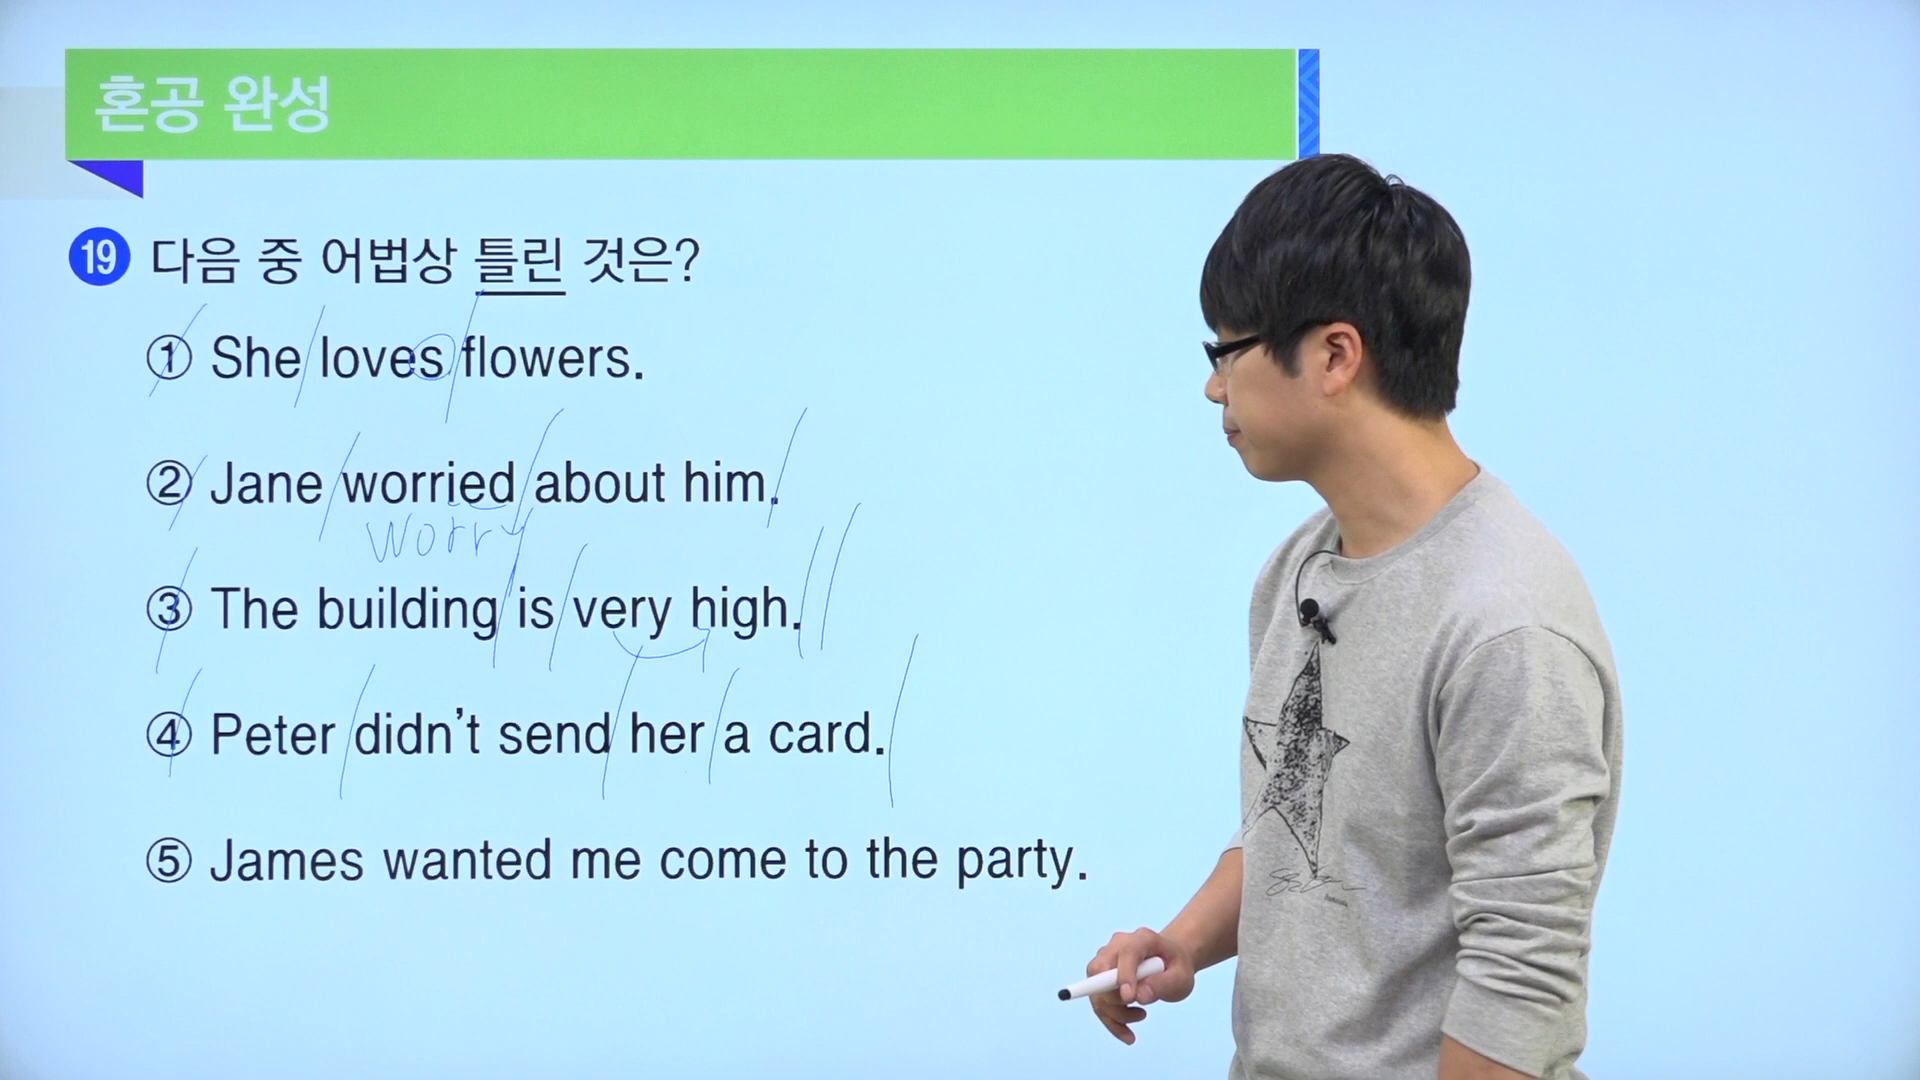 혼공 완성
19 다음 중 어법상 틀린 것은?
① She loves flowers.
② Jane worried about him.
worry
③ The building is very high.
④ Peter didn't send her a card.
⑤ James wanted me come to the party.